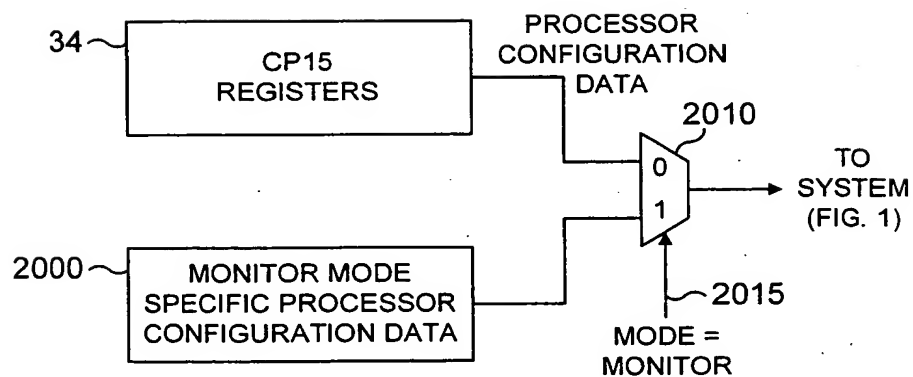 34
CP15
REGISTERS
PROCESSOR
CONFIGURATION
DATA
2010
0
1
TO
SYSTEM
(FIG. 1)
2000
MONITOR MODE
SPECIFIC PROCESSOR
CONFIGURATION DATA
2015
MODE =
MONITOR